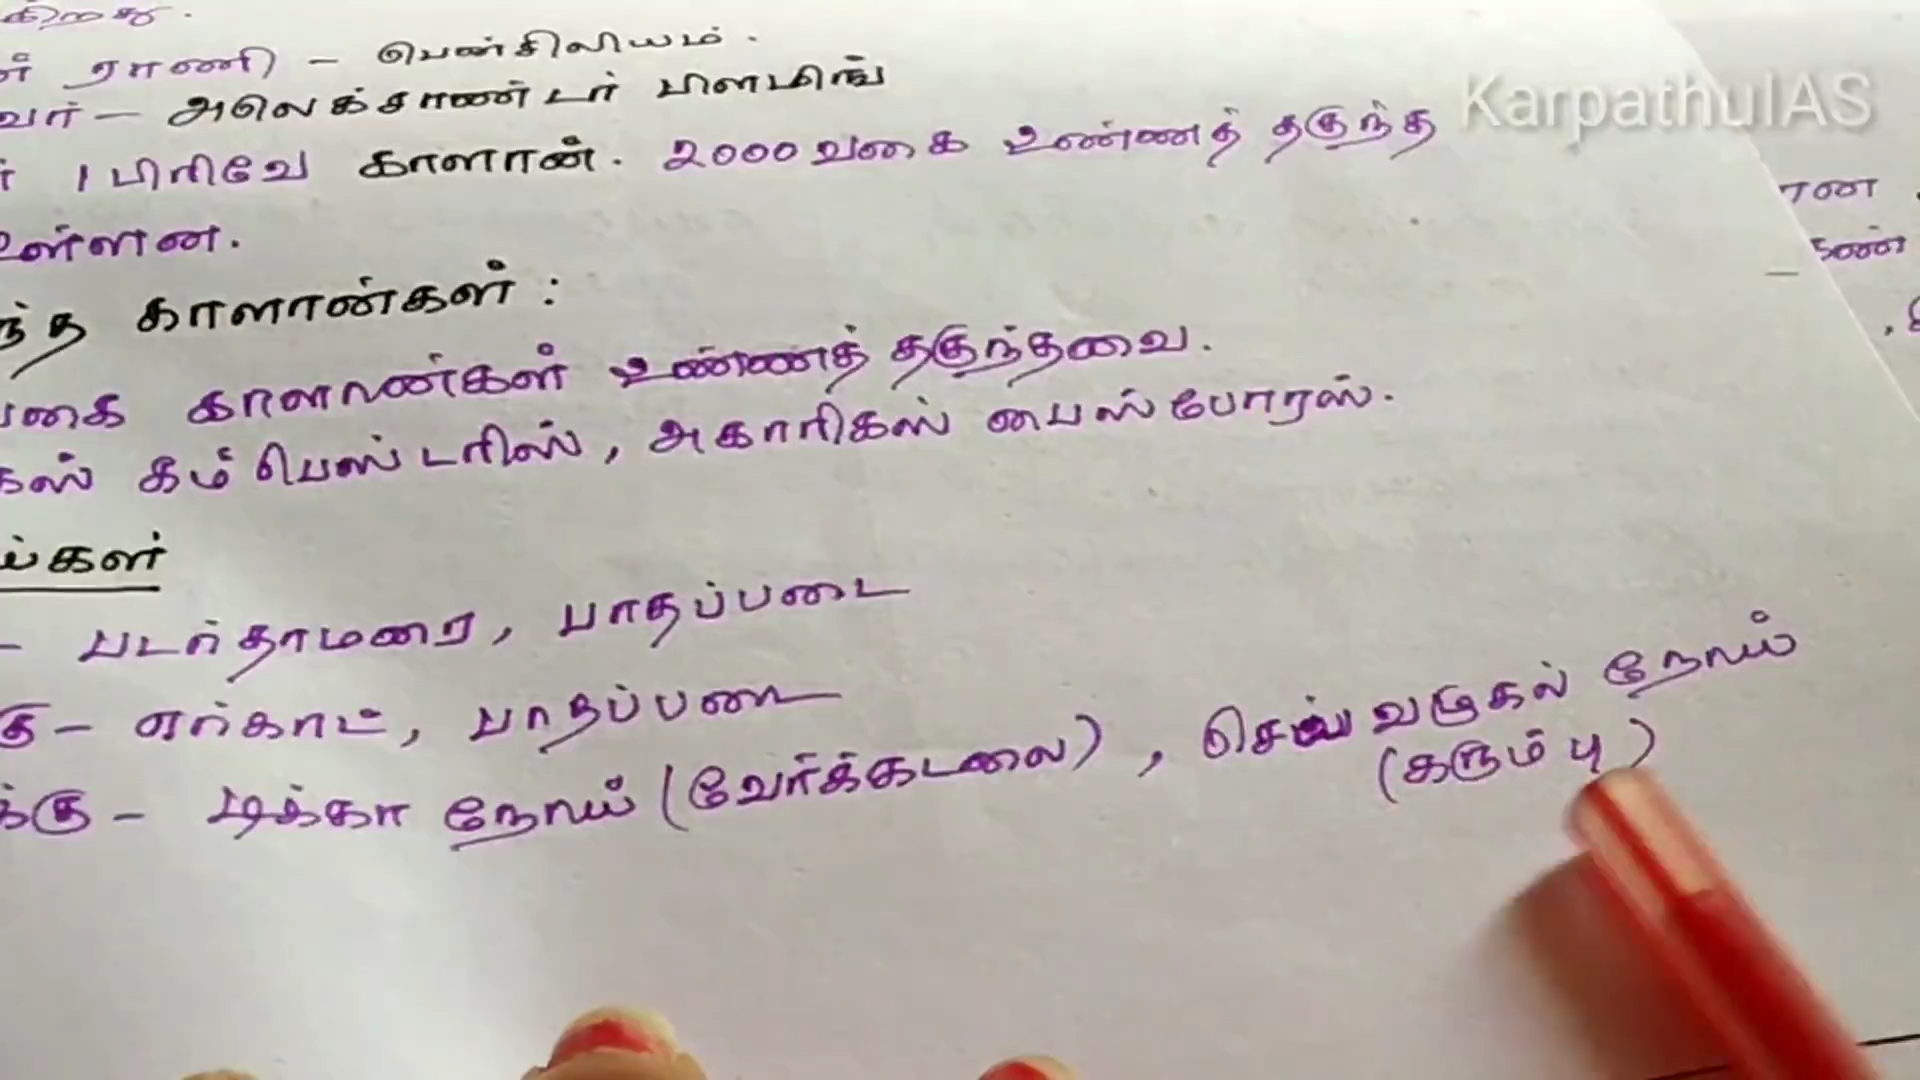 கிறது.
ராணி - பென்சிலியம்.
வர் - அலெக்சாண்டர் பிளமிங்
1 பிரிவே காளான். 2000 வகை உண்ணத் தகுந்த
உள்ளன.
ந்த காளான்கள் :
வகை காளான்கள் உண்ணத் தகுந்தவை.
கஸ் கம்பெஸ்டரிஸ், அகாரிகஸ் பைஸ்போரஸ்.
ய்கள்
- படர்தாமரை, பாதப்படை
கு - எர்காட், பாதப்படை
க்கு - டிக்கா நோய் (வேர்க்கடலை), செவ்வழுகல் நோய்
(கரும்பு)
KarpathuIAS
ரண